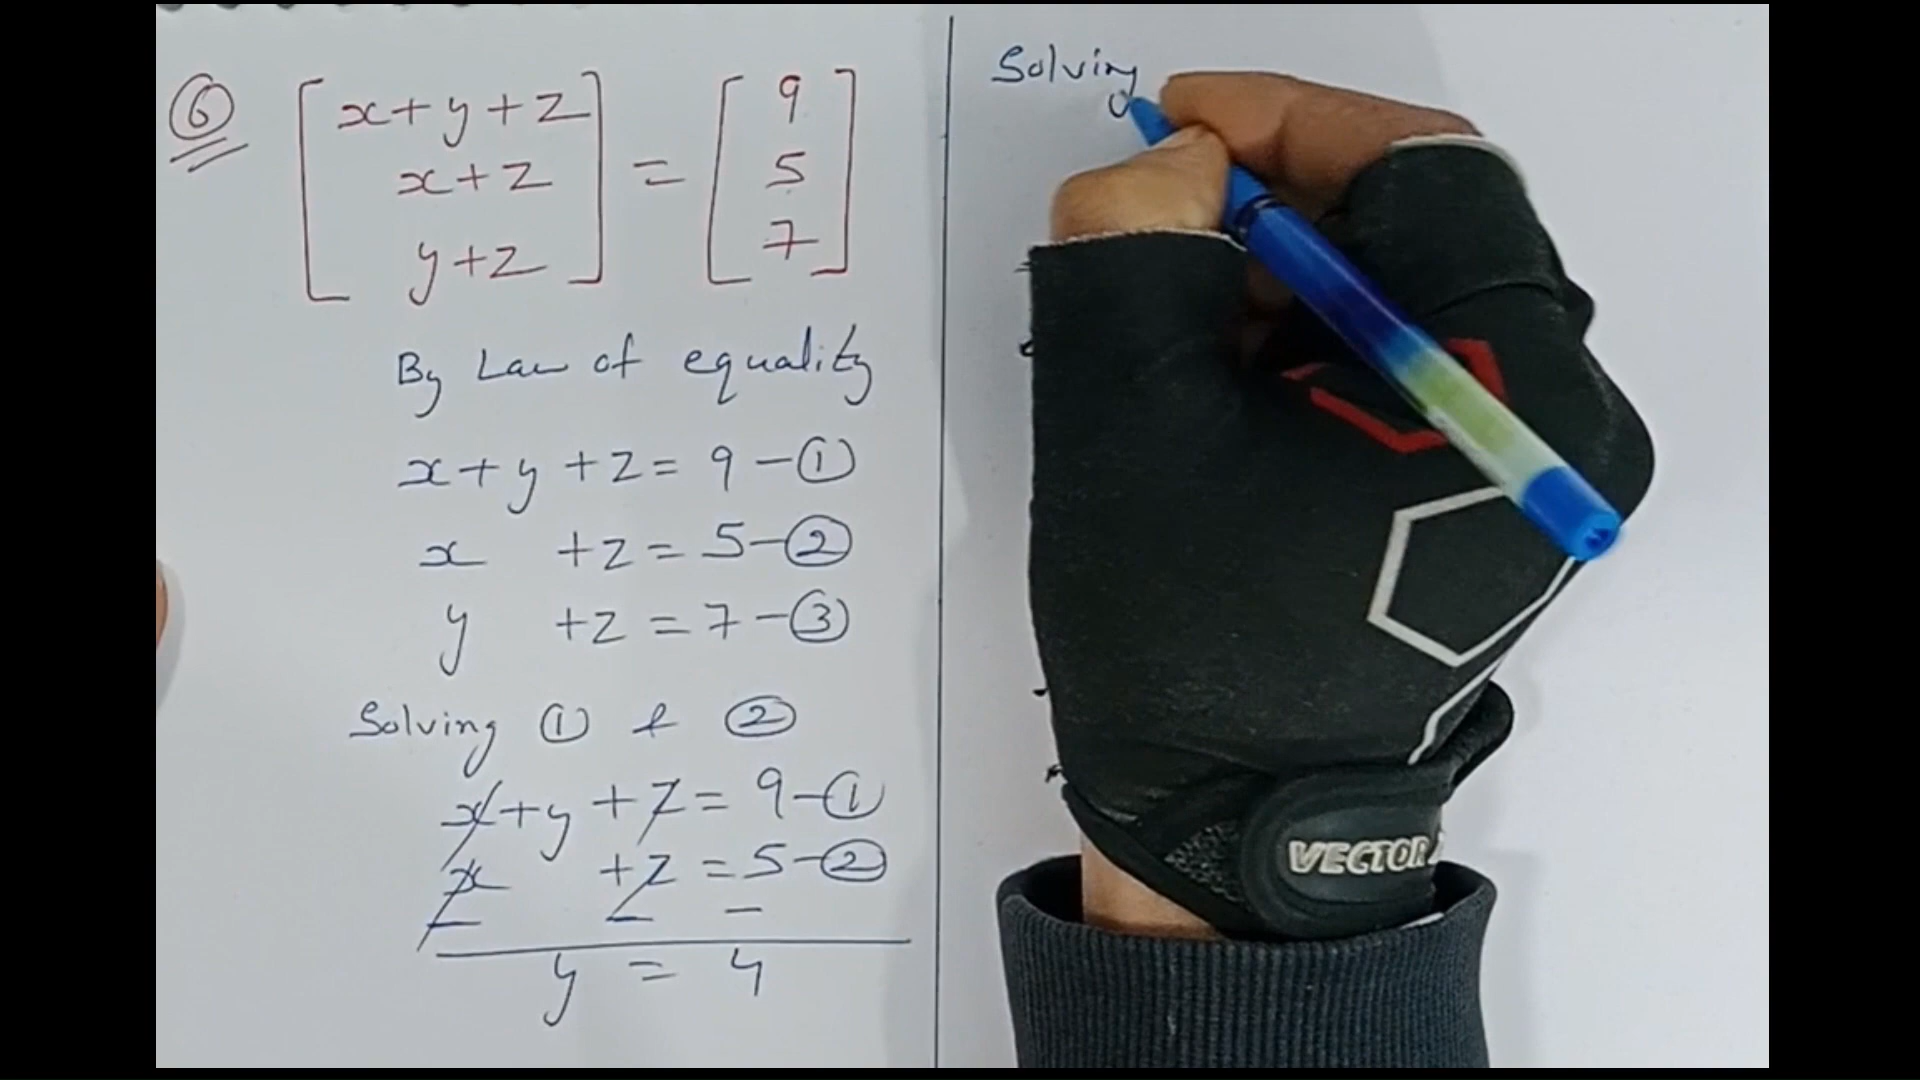 ⑥ [x+y+z] = [9]
[x+z] [5]
[y+z] [7]
By Law of equality
x+y+z=9-①
x +z=5-②
y +z=7-③
Solving ① & ②
x+y+z=9-①
x +z=5-②
- - -
y = 4
Solving
VECTOR